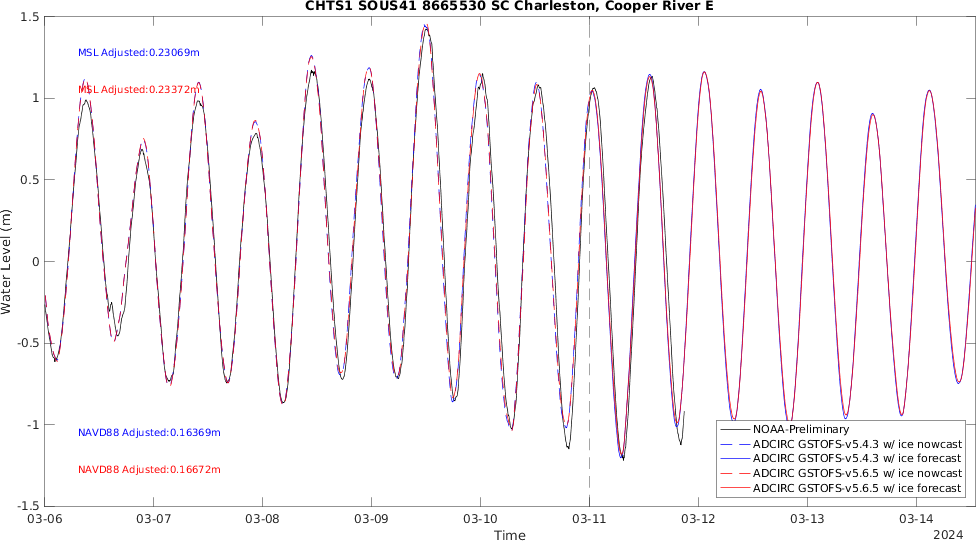 CHTS1 SOUS41 8665530 SC Charleston, Cooper River E
1.5
MSL Adjusted:0.23069m
MSL Adjusted:0.23372m
1
0.5
Water Level (m)
0
-0.5
-1
NAVD88 Adjusted:0.16369m
NAVD88 Adjusted:0.16672m
NOAA-Preliminary
ADCIRC GSTOFS-v5.4.3 w/ ice nowcast
ADCIRC GSTOFS-v5.4.3 w/ ice forecast
ADCIRC GSTOFS-v5.6.5 w/ ice nowcast
ADCIRC GSTOFS-v5.6.5 w/ ice forecast
-1.5
03-06 03-07 03-08 03-09 03-10 03-11 03-12 03-13 03-14
Time
2024